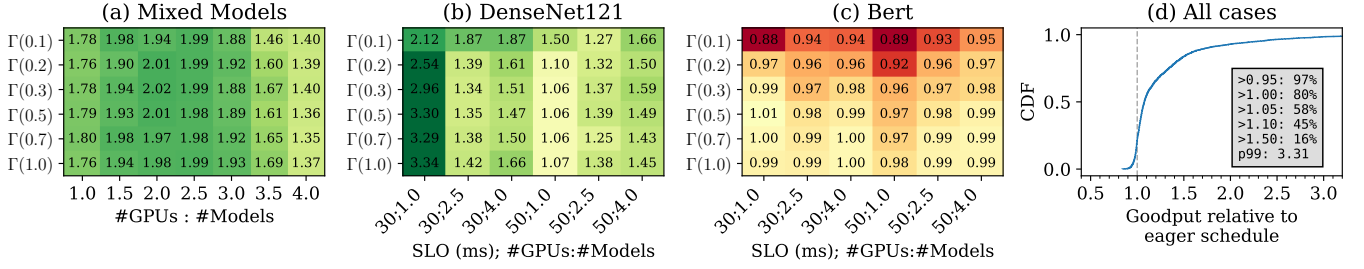 (a) Mixed Models
Γ(0.1) 1.78 1.98 1.94 1.99 1.88 1.46 1.40
Γ(0.2) 1.76 1.90 2.01 1.99 1.92 1.60 1.39
Γ(0.3) 1.78 1.94 2.02 1.99 1.88 1.67 1.40
Γ(0.5) 1.79 1.93 2.01 1.98 1.89 1.61 1.36
Γ(0.7) 1.80 1.98 1.97 1.98 1.92 1.65 1.35
Γ(1.0) 1.76 1.94 1.98 1.99 1.93 1.69 1.37
1.0 1.5 2.0 2.5 3.0 3.5 4.0
#GPUs : #Models
(b) DenseNet121
Γ(0.1) 2.12 1.87 1.87 1.50 1.27 1.66
Γ(0.2) 2.54 1.39 1.61 1.10 1.32 1.50
Γ(0.3) 2.96 1.34 1.51 1.06 1.37 1.59
Γ(0.5) 3.30 1.35 1.47 1.06 1.39 1.49
Γ(0.7) 3.29 1.38 1.50 1.06 1.25 1.43
Γ(1.0) 3.34 1.42 1.66 1.07 1.38 1.45
30;1.0 30;2.5 30;4.0 50;1.0 50;2.5 50;4.0
SLO (ms); #GPUs:#Models
(c) Bert
Γ(0.1) 0.88 0.94 0.94 0.89 0.93 0.95
Γ(0.2) 0.97 0.96 0.96 0.92 0.96 0.97
Γ(0.3) 0.99 0.97 0.98 0.96 0.97 0.98
Γ(0.5) 1.01 0.98 0.99 0.97 0.98 0.99
Γ(0.7) 1.00 0.99 1.00 0.97 0.98 0.99
Γ(1.0) 0.99 0.99 1.00 0.98 0.99 0.99
30;1.0 30;2.5 30;4.0 50;1.0 50;2.5 50;4.0
SLO (ms); #GPUs:#Models
(d) All cases
CDF
1.0
0.5
0.0
>0.95: 97%
>1.00: 80%
>1.05: 58%
>1.10: 45%
>1.50: 16%
p99: 3.31
0.5 1.0 1.5 2.0 2.5 3.0
Goodput relative to
eager schedule